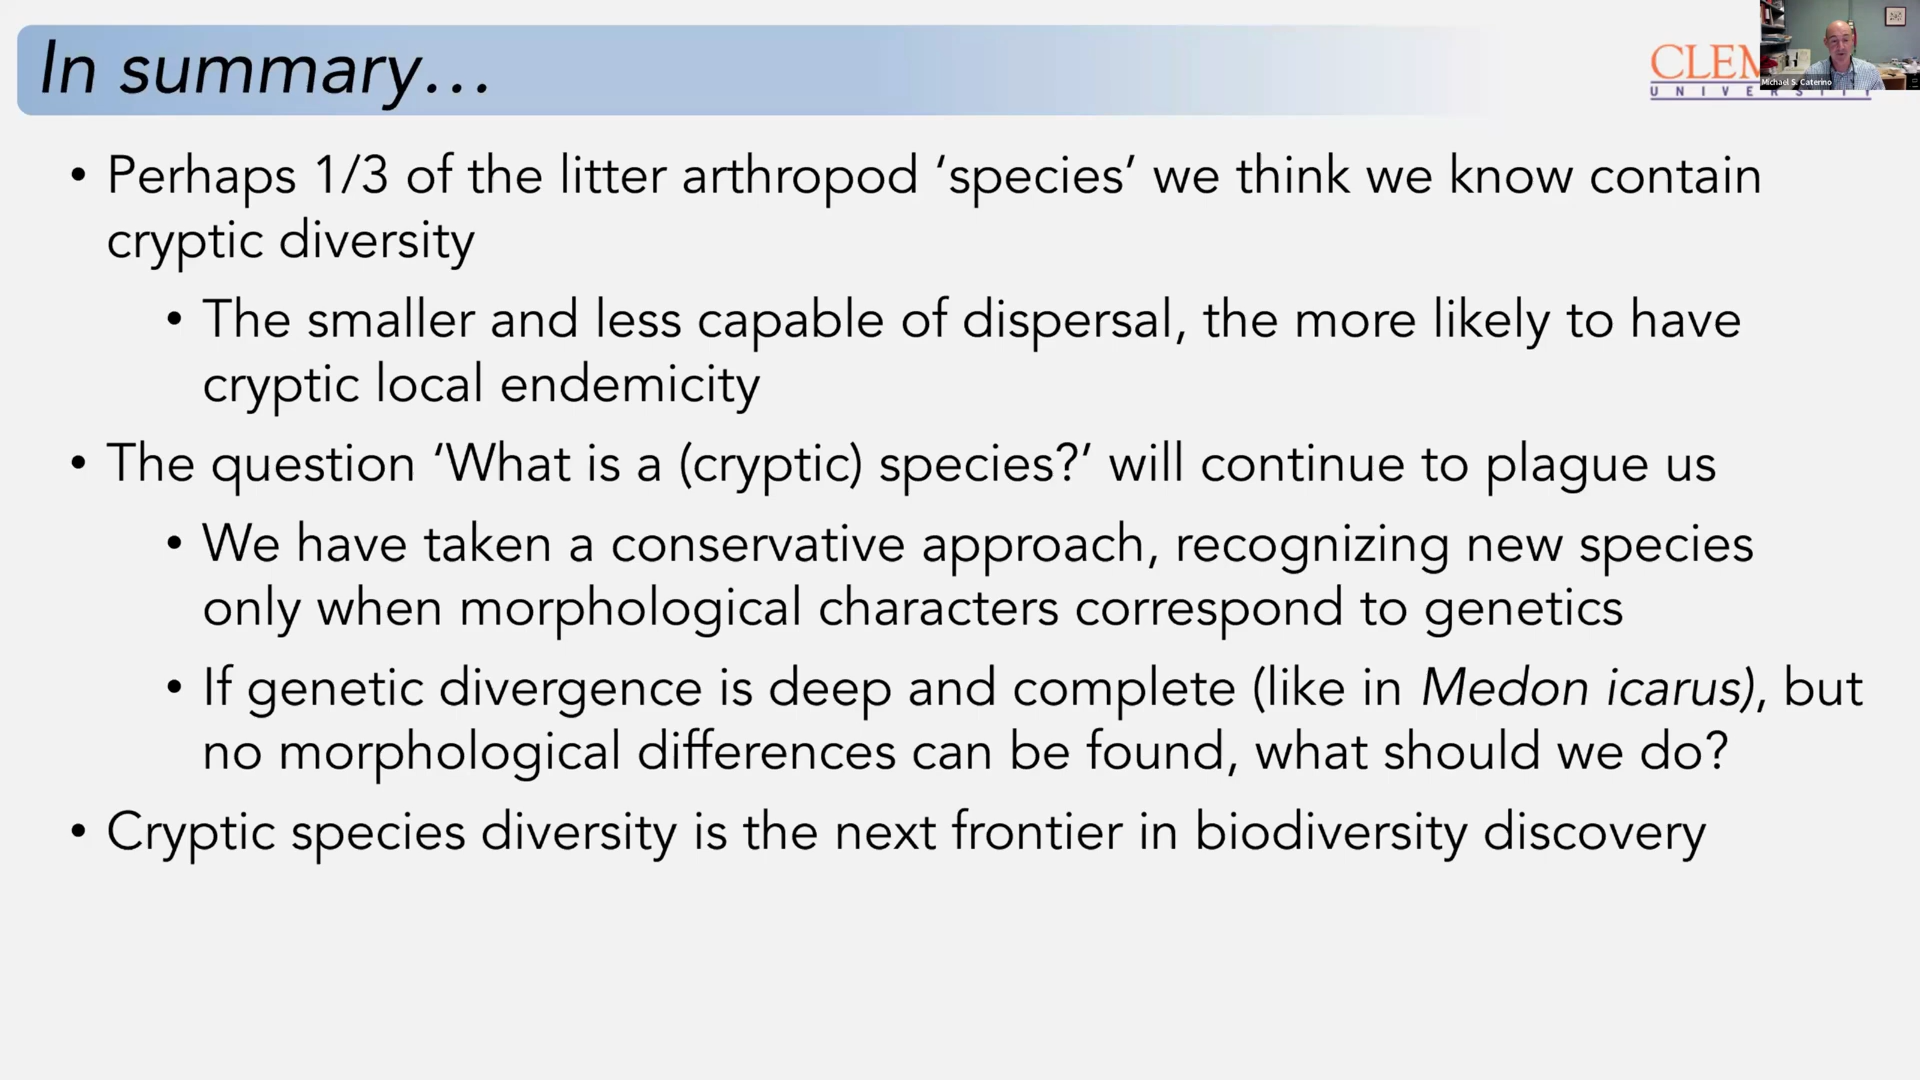 In summary…
CLEM
UNIVERSITY
Michael S. Caterino
• Perhaps 1/3 of the litter arthropod ‘species’ we think we know contain
cryptic diversity
• The smaller and less capable of dispersal, the more likely to have
cryptic local endemicity
• The question ‘What is a (cryptic) species?’ will continue to plague us
• We have taken a conservative approach, recognizing new species
only when morphological characters correspond to genetics
• If genetic divergence is deep and complete (like in Medon icarus), but
no morphological differences can be found, what should we do?
• Cryptic species diversity is the next frontier in biodiversity discovery